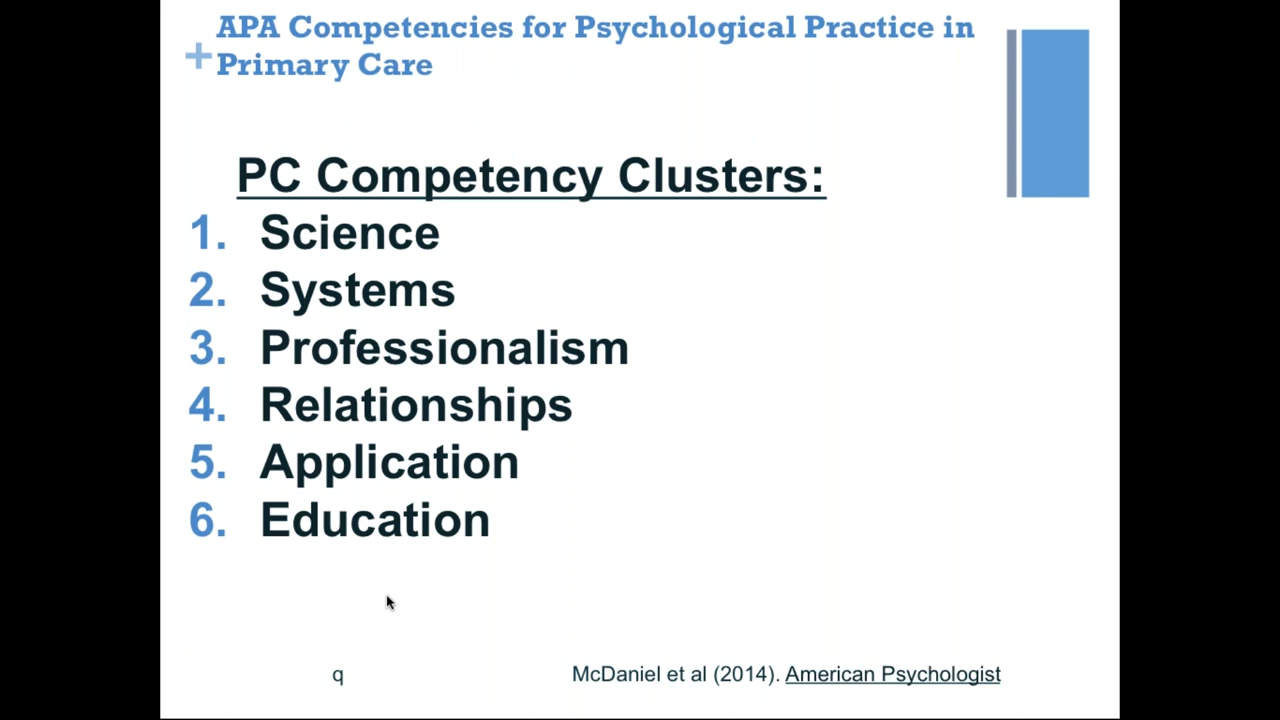 APA Competencies for Psychological Practice in
+ Primary Care
PC Competency Clusters:
1. Science
2. Systems
3. Professionalism
4. Relationships
5. Application
6. Education
q
McDaniel et al (2014). American Psychologist